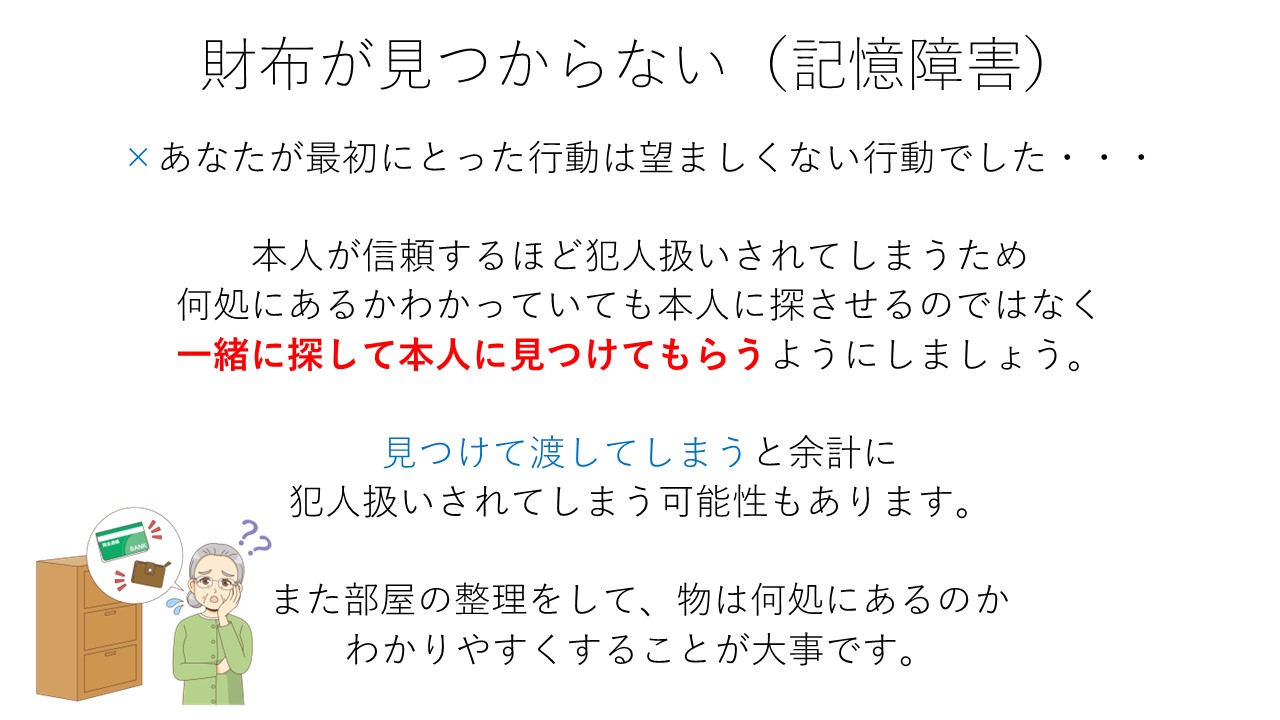 財布が見つからない（記憶障害）
×あなたが最初にとった行動は望ましくない行動でした・・・
本人が信頼するほど犯人扱いされてしまうため
何処にあるかわかっていても本人に探させるのではなく
一緒に探して本人に見つけてもらうようにしましょう。
見つけて渡してしまうと余計に
犯人扱いされてしまう可能性もあります。
また部屋の整理をして、物は何処にあるのか
わかりやすくすることが大事です。
BANK
??